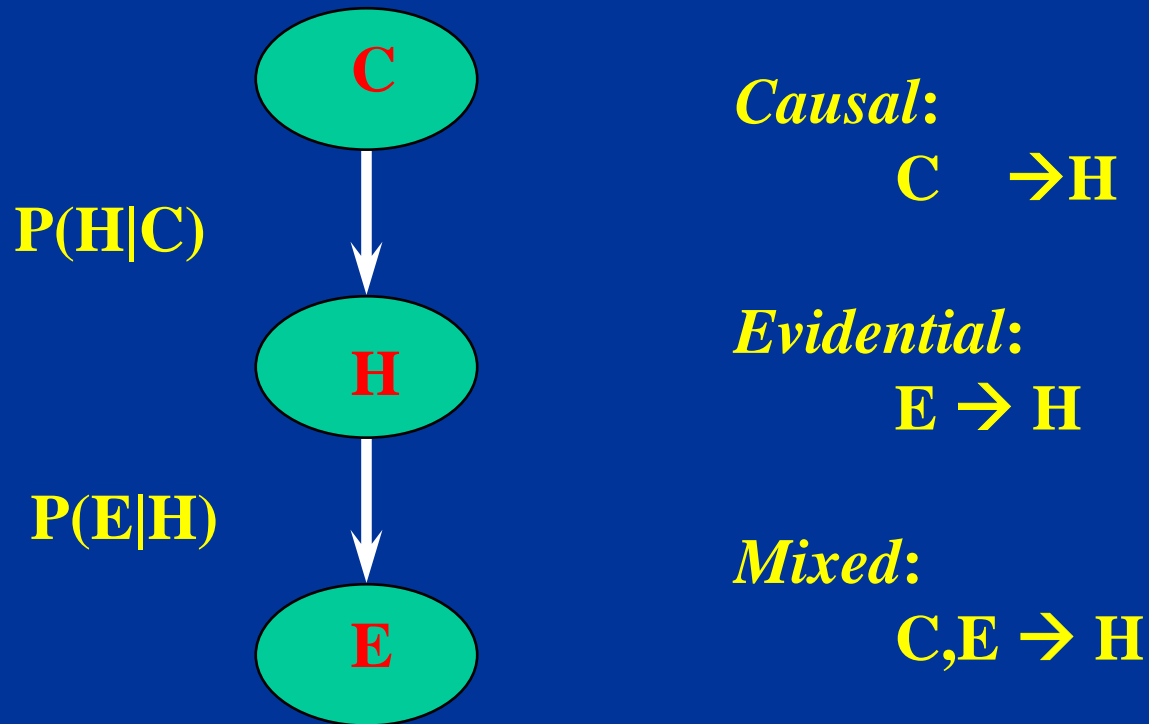 C
P(H|C)
H
P(E|H)
E
Causal:
C →H
Evidential:
E → H
Mixed:
C,E → H